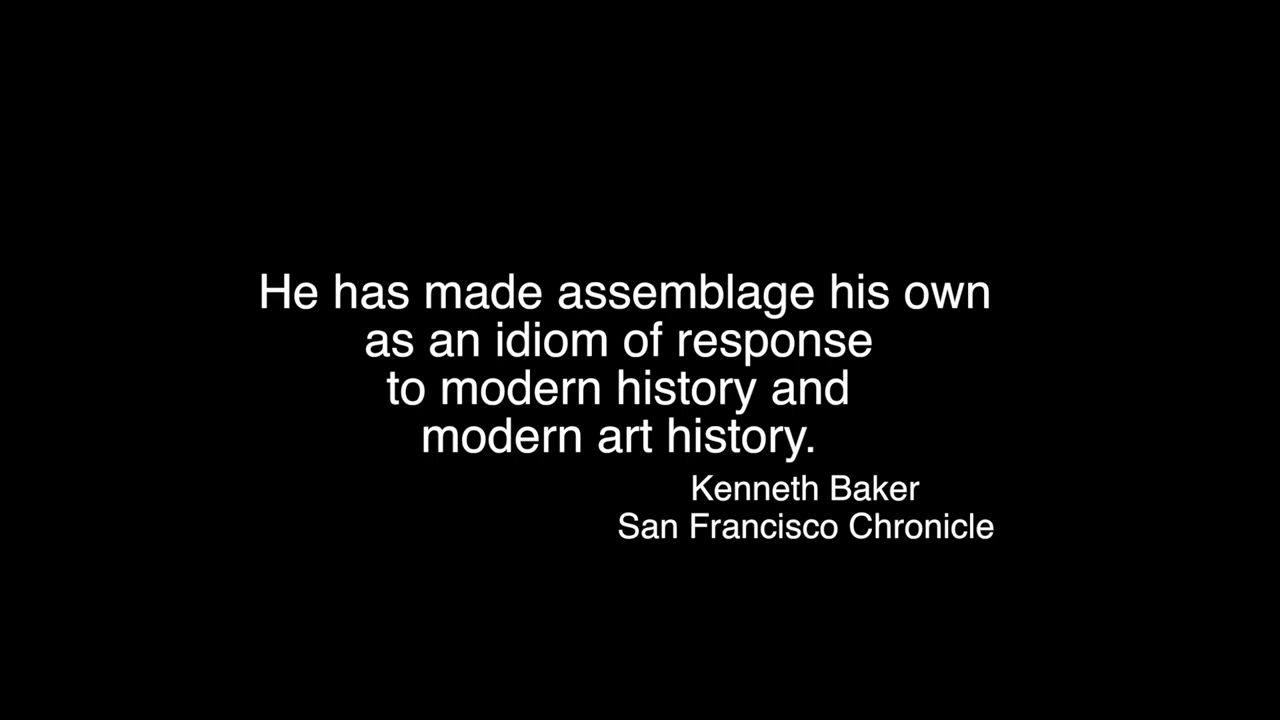 He has made assemblage his own
as an idiom of response
to modern history and
modern art history.
Kenneth Baker
San Francisco Chronicle